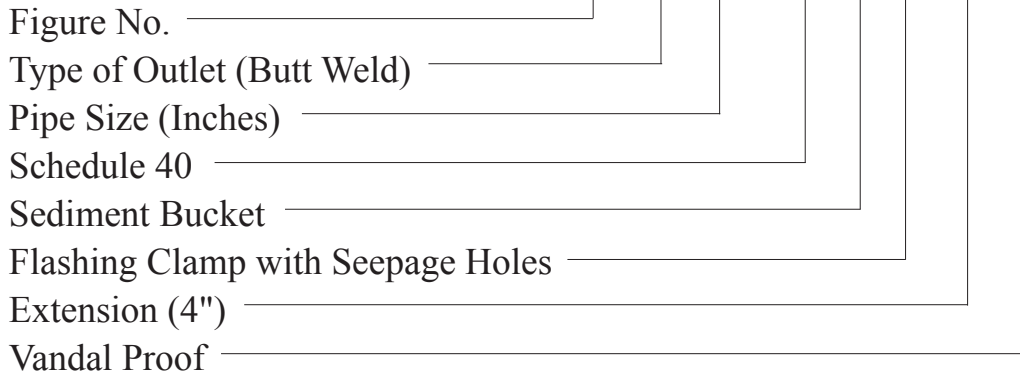 Figure No.
Type of Outlet (Butt Weld)
Pipe Size (Inches)
Schedule 40
Sediment Bucket
Flashing Clamp with Seepage Holes
Extension (4")
Vandal Proof